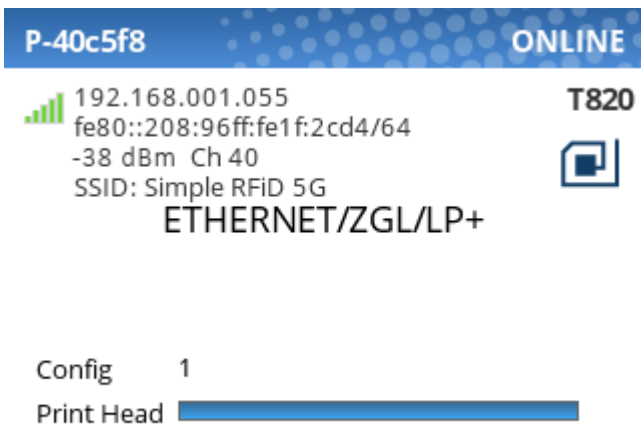 P-40c5f8 ONLINE
192.168.001.055 T820
fe80::208:96ff:fe1f:2cd4/64
-38 dBm Ch 40
SSID: Simple RFiD 5G
ETHERNET/ZGL/LP+
Config 1
Print Head